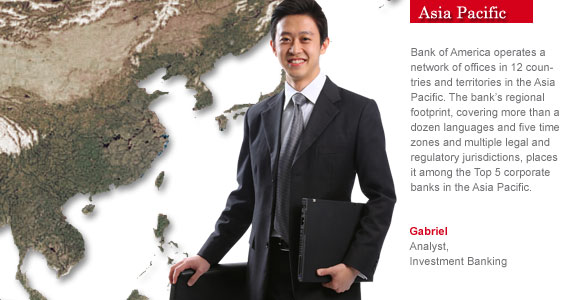 Asia Pacific
Bank of America operates a
network of offices in 12 coun-
tries and territories in the Asia
Pacific. The bank's regional
footprint, covering more than a
dozen languages and five time
zones and multiple legal and
regulatory jurisdictions, places
it among the Top 5 corporate
banks in the Asia Pacific.
Gabriel
Analyst,
Investment Banking